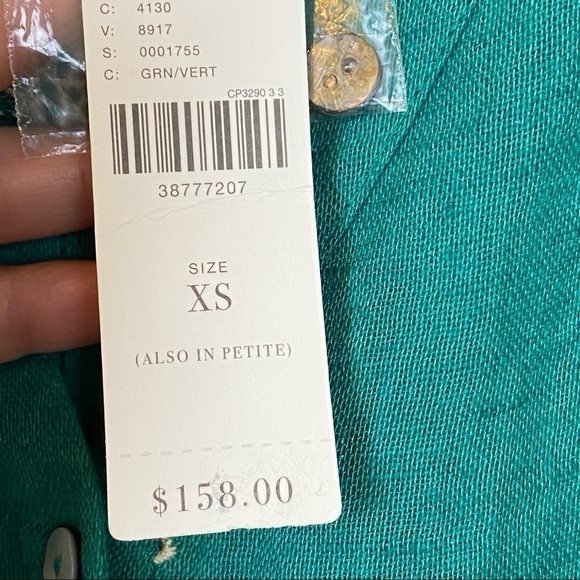 C: 4130
V: 8917
S: 0001755
C: GRN/VERT
CP3290 3 3
38777207
SIZE
XS
(ALSO IN PETITE)
$158.00